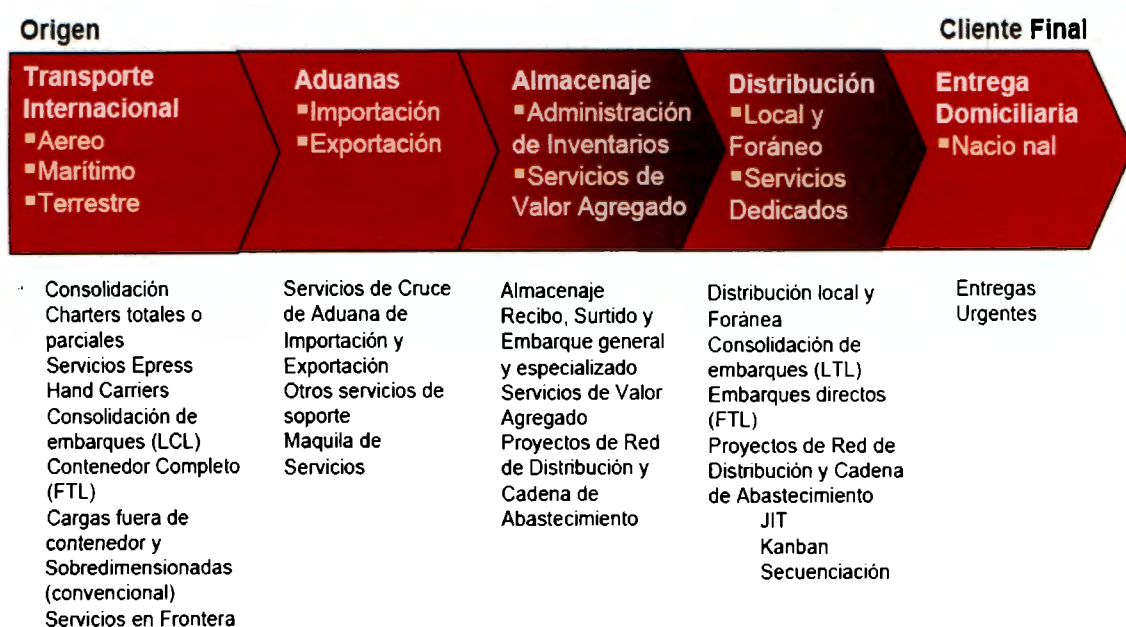 Origen
Cliente Final
Transporte
Internacional
▪Aereo
▪Marítimo
▪Terrestre
Aduanas
▪Importación
▪Exportación
Almacenaje
▪Administración
de Inventarios
▪Servicios de
Valor Agregado
Distribución
▪Local y
Foráneo
▪Servicios
Dedicados
Entrega
Domiciliaria
▪Nacio nal
Consolidación
Charters totales o
parciales
Servicios Epress
Hand Carriers
Consolidación de
embarques (LCL)
Contenedor Completo
(FTL)
Cargas fuera de
contenedor y
Sobredimensionadas
(convencional)
Servicios en Frontera
Servicios de Cruce
de Aduana de
Importación y
Exportación
Otros servicios de
soporte
Maquila de
Servicios
Almacenaje
Recibo, Surtido y
Embarque general
y especializado
Servicios de Valor
Agregado
Proyectos de Red
de Distribución y
Cadena de
Abastecimiento
Distribución local y
Foránea
Consolidación de
embarques (LTL)
Embarques directos
(FTL)
Proyectos de Red de
Distribución y Cadena
de Abastecimiento
JIT
Kanban
Secuenciación
Entregas
Urgentes